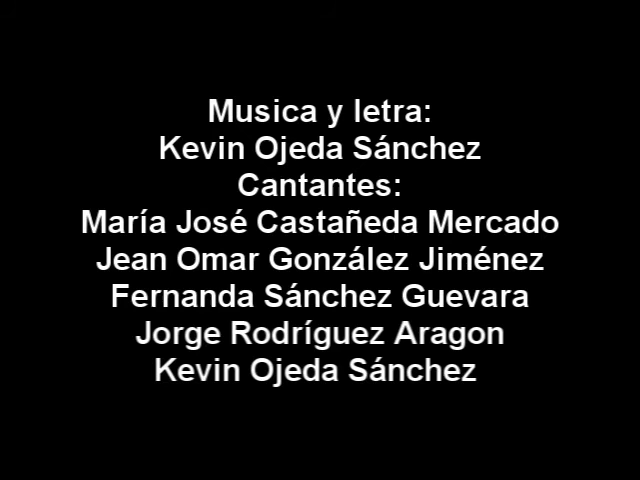 Musica y letra:
Kevin Ojeda Sánchez
Cantantes:
María José Castañeda Mercado
Jean Omar González Jiménez
Fernanda Sánchez Guevara
Jorge Rodríguez Aragon
Kevin Ojeda Sánchez